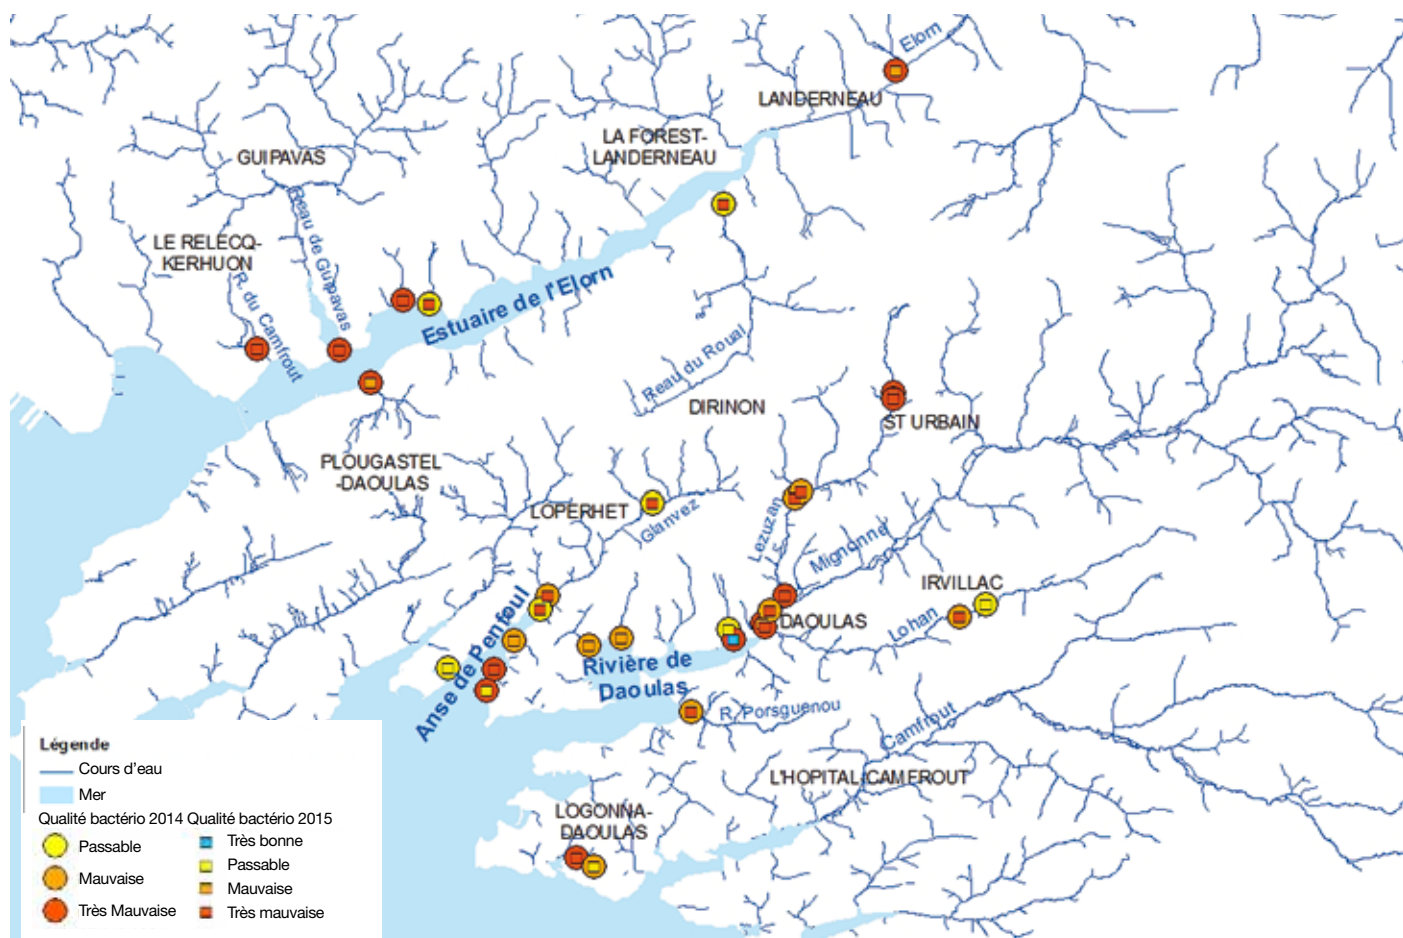 Elorn
LANDERNEAU
LA FOREST-
LANDERNEAU
GUIPAVAS
Reau de Guipavas
LE RELECQ-
KERHUON
R. du Camfrout
Estuaire de l'Elorn
Reau du Roual
DIRINON
ST URBAIN
PLOUGASTEL
-DAOULAS
LOPERHET
Glanvez
Lezuzan
Mignonne
IRVILLAC
Lohan
DAOULAS
Anse de Penfoul
Rivière de
Daoulas
R. Porsguenou
Camfrout
L'HOPITAL-CAMFROUT
LOGONNA-
DAOULAS
Légende
Cours d'eau
Mer
Qualité bactério 2014 Qualité bactério 2015
Passable
Mauvaise
Très Mauvaise
Très bonne
Passable
Mauvaise
Très mauvaise